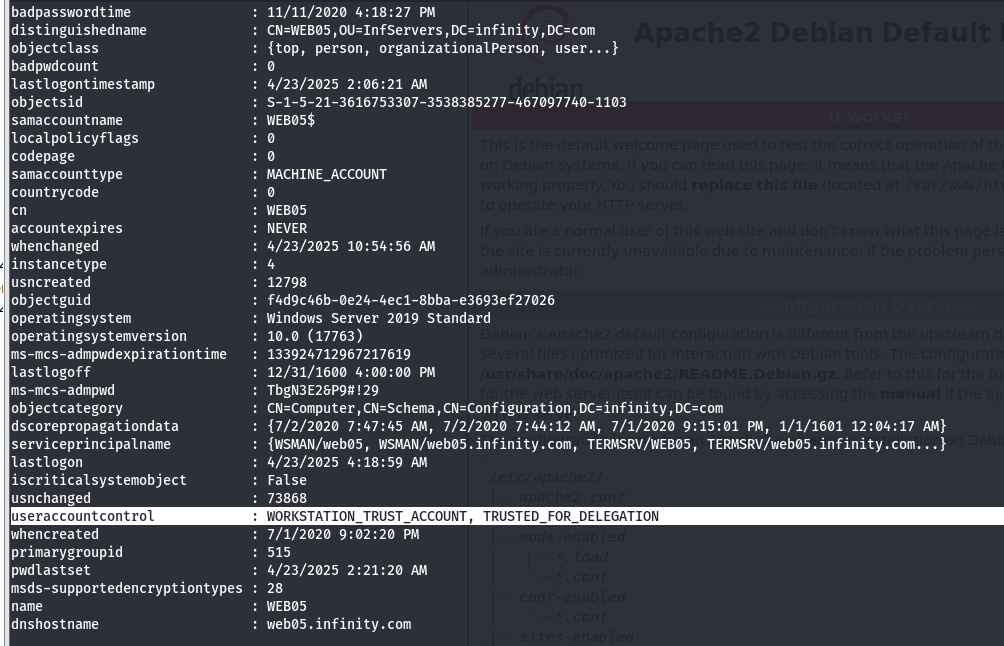 badpasswordtime : 11/11/2020 4:18:27 PM
distinguishedname : CN=WEB05,OU=InfServers,DC=infinity,DC=com
objectclass : {top, person, organizationalPerson, user...}
badpwdcount : 0
lastlogontimestamp : 4/23/2025 2:06:21 AM
objectsid : S-1-5-21-3616753307-3538385277-467097740-1103
samaccountname : WEB05$
localpolicyflags : 0
codepage : 0
samaccounttype : MACHINE_ACCOUNT
countrycode : 0
cn : WEB05
accountexpires : NEVER
whenchanged : 4/23/2025 10:54:56 AM
instancetype : 4
usncreated : 12798
objectguid : f4d9c46b-0e24-4ec1-8bba-e3693ef27026
operatingsystem : Windows Server 2019 Standard
operatingsystemversion : 10.0 (17763)
ms-mcs-admpwdexpirationtime : 133924712967217619
lastlogoff : 12/31/1600 4:00:00 PM
ms-mcs-admpwd : TbgN3E2&P9#!29
objectcategory : CN=Computer,CN=Schema,CN=Configuration,DC=infinity,DC=com
dscorepropagationdata : {7/2/2020 7:47:45 AM, 7/2/2020 7:44:12 AM, 7/1/2020 9:15:01 PM, 1/1/1601 12:04:17 AM}
serviceprincipalname : {WSMAN/web05, WSMAN/web05.infinity.com, TERMSRV/WEB05, TERMSRV/web05.infinity.com...}
lastlogon : 4/23/2025 4:18:59 AM
iscriticalsystemobject : False
usnchanged : 73868
useraccountcontrol : WORKSTATION_TRUST_ACCOUNT, TRUSTED_FOR_DELEGATION
whencreated : 7/1/2020 9:02:20 PM
primarygroupid : 515
pwdlastset : 4/23/2025 2:21:20 AM
msds-supportedencryptiontypes : 28
name : WEB05
dnshostname : web05.infinity.com
Apache2 Debian Default
debian
It works!
This is the default welcome page used to test the correct operation of the
on Debian systems. If you can read this page, it means that the Apache
working properly. You should replace this file (located at /var/www/ht
to operate your HTTP server.
If you are a normal user of this web site and don't know what this page is
the site is currently unavailable due to maintenance. If the problem pers
administrator.
Configuration Overview
Debian's Apache2 default configuration is different from the upstream d
several files optimized for interaction with Debian tools. The configurati
/usr/share/doc/apache2/README.Debian.gz. Refer to this for the fu
for the web server itself can be found by accessing the manual if the ap
/etc/apache2/
|-- apache2.conf
|-- mods-enabled
| |-- *.load
| `-- *.conf
|-- conf-enabled
| `-- *.conf
|-- sites-enabled